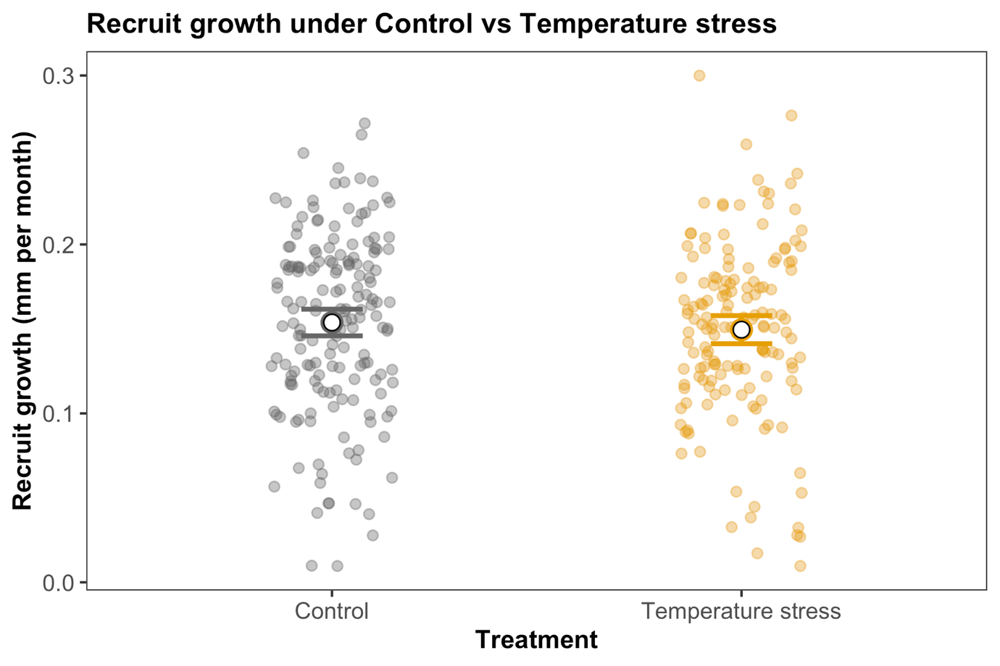 Recruit growth under Control vs Temperature stress
Recruit growth (mm per month)
0.3
0.2
0.1
0.0
Control
Temperature stress
Treatment